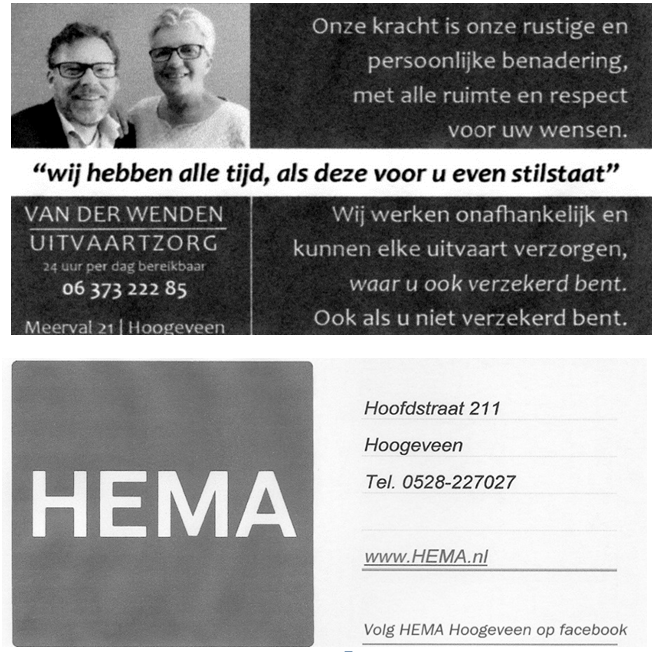 Onze kracht is onze rustige en
persoonlijke benadering,
met alle ruimte en respect
voor uw wensen.
“wij hebben alle tijd, als deze voor u even stilstaat”
VAN DER WENDEN
UITVAARTZORG
24 uur per dag bereikbaar
06 373 222 85
Meerval 21 | Hoogeveen
Wij werken onafhankelijk en
kunnen elke uitvaart verzorgen,
waar u ook verzekerd bent.
Ook als u niet verzekerd bent.
HEMA
Hoofdstraat 211
Hoogeveen
Tel. 0528-227027
www.HEMA.nl
Volg HEMA Hoogeveen op facebook